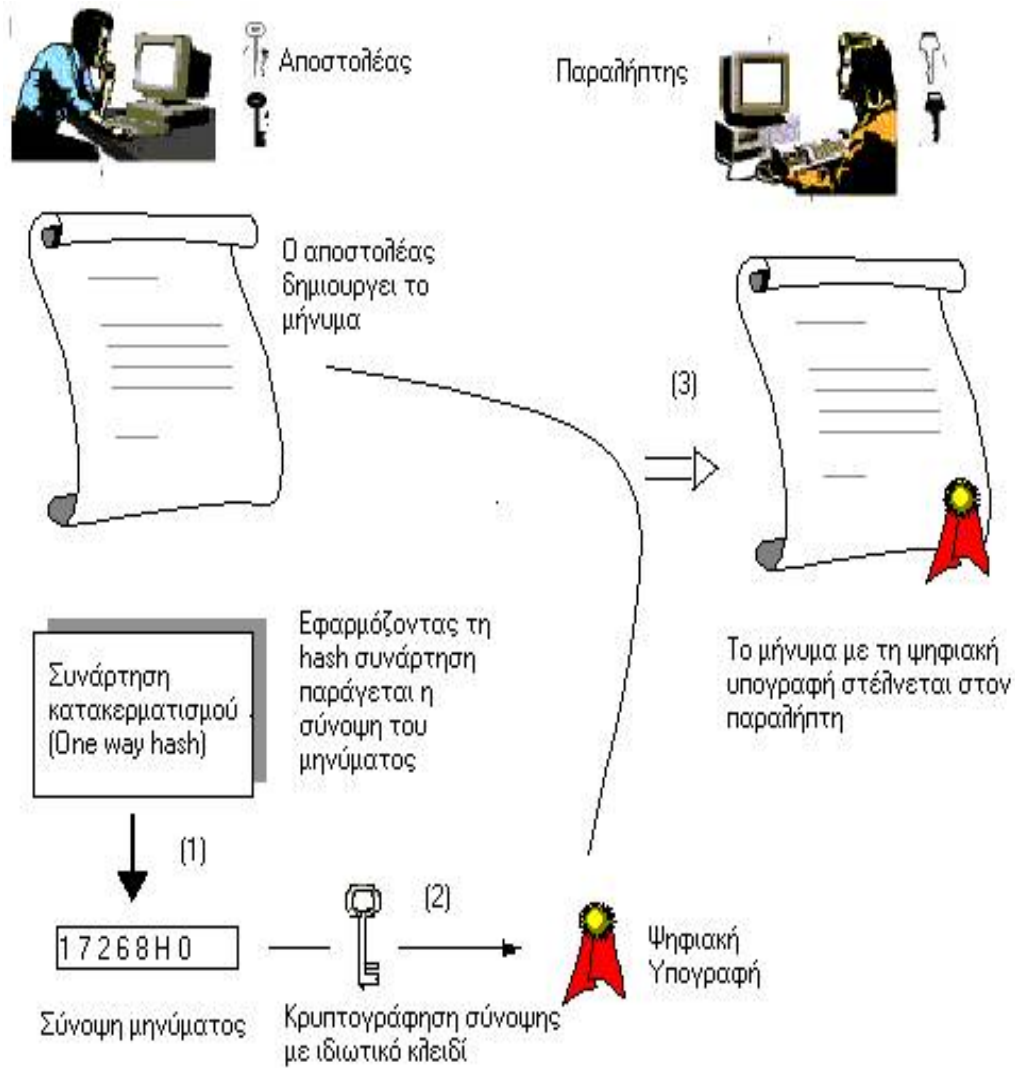 Αποστολέας
Παραλήπτης
Ο αποστολέας
δημιουργει το
μήνυμα
(3)
Εφαρμόζοντας τη
hash συνάρτηση
παράγεται η
σύνοψη του
μηνύματος
Συνάρτηση
κατακερματισμού
(One way hash)
Το μήνυμα με τη ψηφιακή
υπογραφή στέλνεται στον
παραλήπτη
(1)
(2)
17268H0
Ψηφιακή
Υπογραφή
Σύνοψη μηνύματος
Κρυπτογράφηση σύνοψης
με ιδιωτικό κλειδί